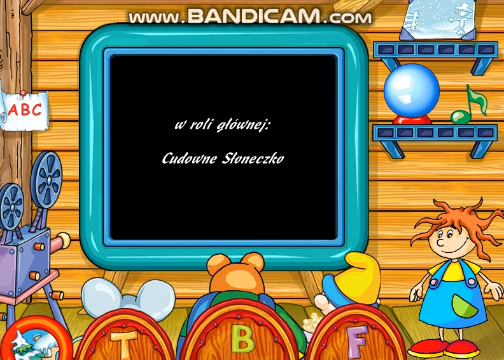 www.BANDICAM.com
ABC
w roli głównej:
Cudowne Słoneczko
T
B
F